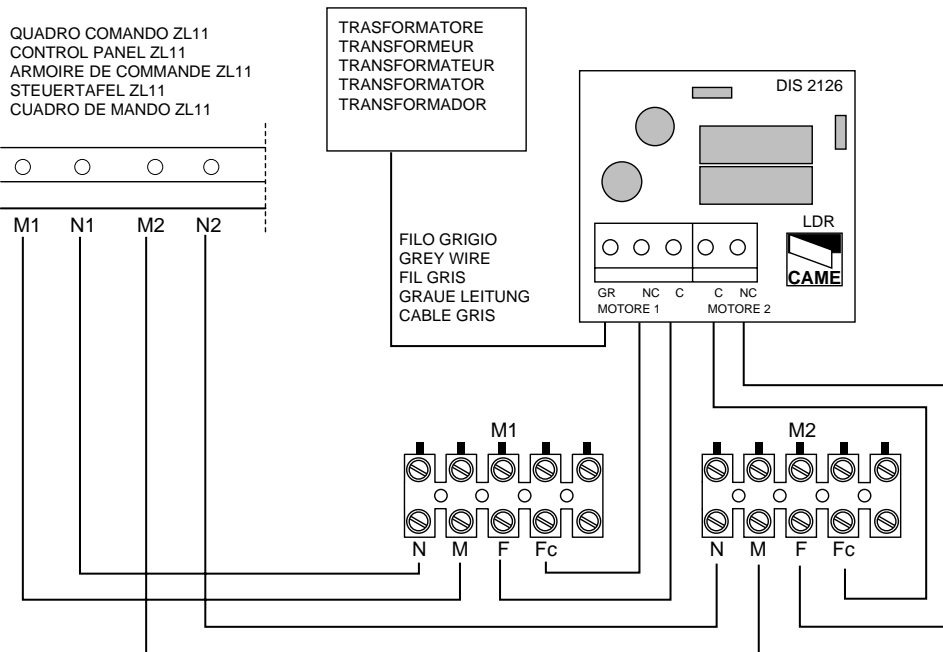 QUADRO COMANDO ZL11
CONTROL PANEL ZL11
ARMOIRE DE COMMANDE ZL11
STEUERTAFEL ZL11
CUADRO DE MANDO ZL11
TRASFORMATORE
TRANSFORMEUR
TRANSFORMATEUR
TRANSFORMATOR
TRANSFORMADOR
DIS 2126
LDR
CAME
GR NC C C NC
MOTORE 1 MOTORE 2
M1 N1 M2 N2
FILO GRIGIO
GREY WIRE
FIL GRIS
GRAUE LEITUNG
CABLE GRIS
M1
N M F Fc
M2
N M F Fc